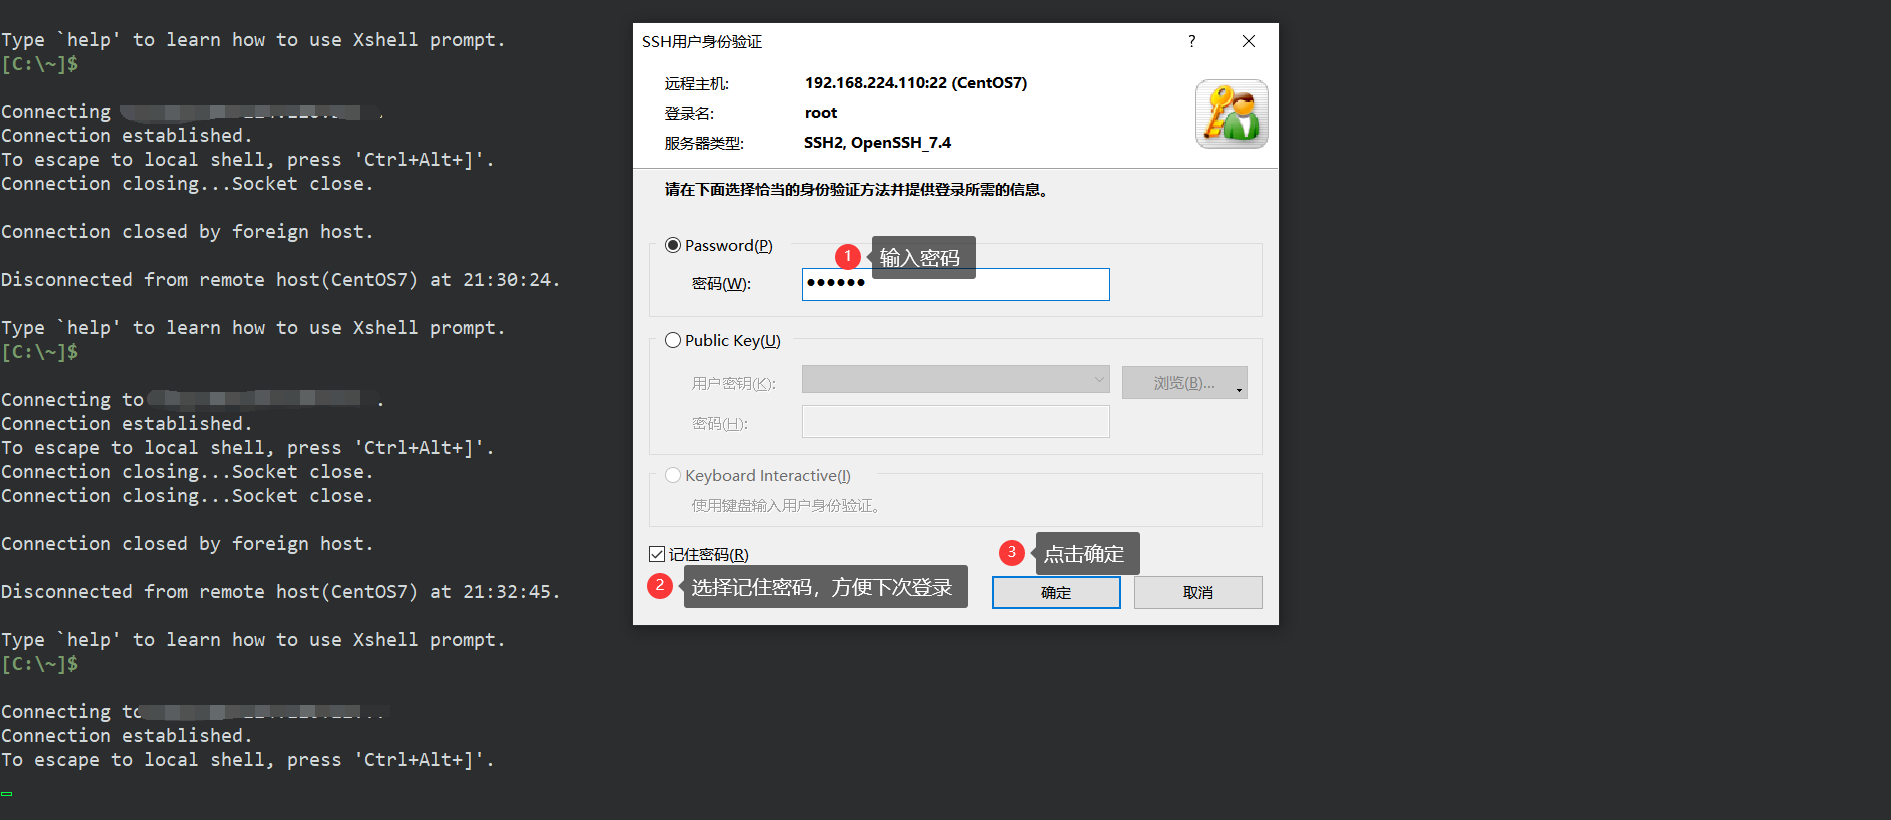 Type `help' to learn how to use Xshell prompt.
[C:\~]$
Connecting
Connection established.
To escape to local shell, press 'Ctrl+Alt+]'.
Connection closing...Socket close.
Connection closed by foreign host.
Disconnected from remote host(CentOS7) at 21:30:24.
Type `help' to learn how to use Xshell prompt.
[C:\~]$
Connecting to
Connection established.
To escape to local shell, press 'Ctrl+Alt+]'.
Connection closing...Socket close.
Connection closing...Socket close.
Connection closed by foreign host.
Disconnected from remote host(CentOS7) at 21:32:45.
Type `help' to learn how to use Xshell prompt.
[C:\~]$
Connecting to
Connection established.
To escape to local shell, press 'Ctrl+Alt+]'.
SSH用户身份验证
远程主机: 192.168.224.110:22 (CentOS7)
登录名: root
服务器类型: SSH2, OpenSSH_7.4
请在下面选择恰当的身份验证方法并提供登录所需的信息。
Password(P)
1 输入密码
密码(W): ••••••
Public Key(U)
用户密钥(K): 浏览(B)...
密码(H):
Keyboard Interactive(I)
使用键盘输入用户身份验证。
记住密码(R)
3 点击确定
2 选择记住密码，方便下次登录
确定 取消